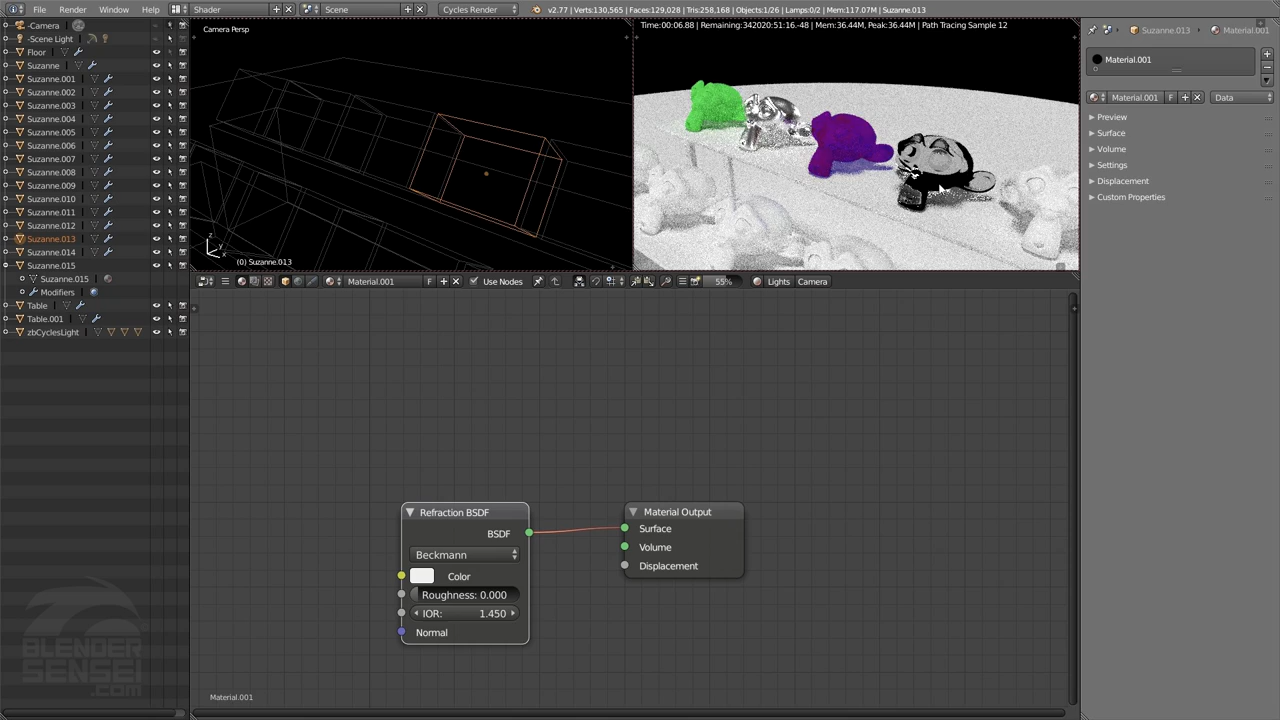 File Render Window Help Shader Scene Cycles Render v2.77 | Verts:130,565 | Faces:129,028 | Tris:258,168 | Objects:1/26 | Lamps:0/2 | Mem:117.07M | Suzanne.013
-Camera
-Scene Light
Floor
Suzanne
Suzanne.001
Suzanne.002
Suzanne.003
Suzanne.004
Suzanne.005
Suzanne.006
Suzanne.007
Suzanne.008
Suzanne.009
Suzanne.010
Suzanne.011
Suzanne.012
Suzanne.013
Suzanne.014
Suzanne.015
Suzanne.015
Modifiers
Table
Table.001
zbCyclesLight
Camera Persp
z
y
x
(0) Suzanne.013
Time:00:06.88 | Remaining:342020:51:16.-48 | Mem:36.44M, Peak:36.44M | Path Tracing Sample 12
Suzanne.013 Material.001
Material.001
Material.001 F Data
Preview
Surface
Volume
Settings
Displacement
Custom Properties
Material.001 F Use Nodes 55% Lights Camera
Refraction BSDF
BSDF
Beckmann
Color
Roughness: 0.000
IOR: 1.450
Normal
Material Output
Surface
Volume
Displacement
BLENDER
SENSEI
.COM
Material.001